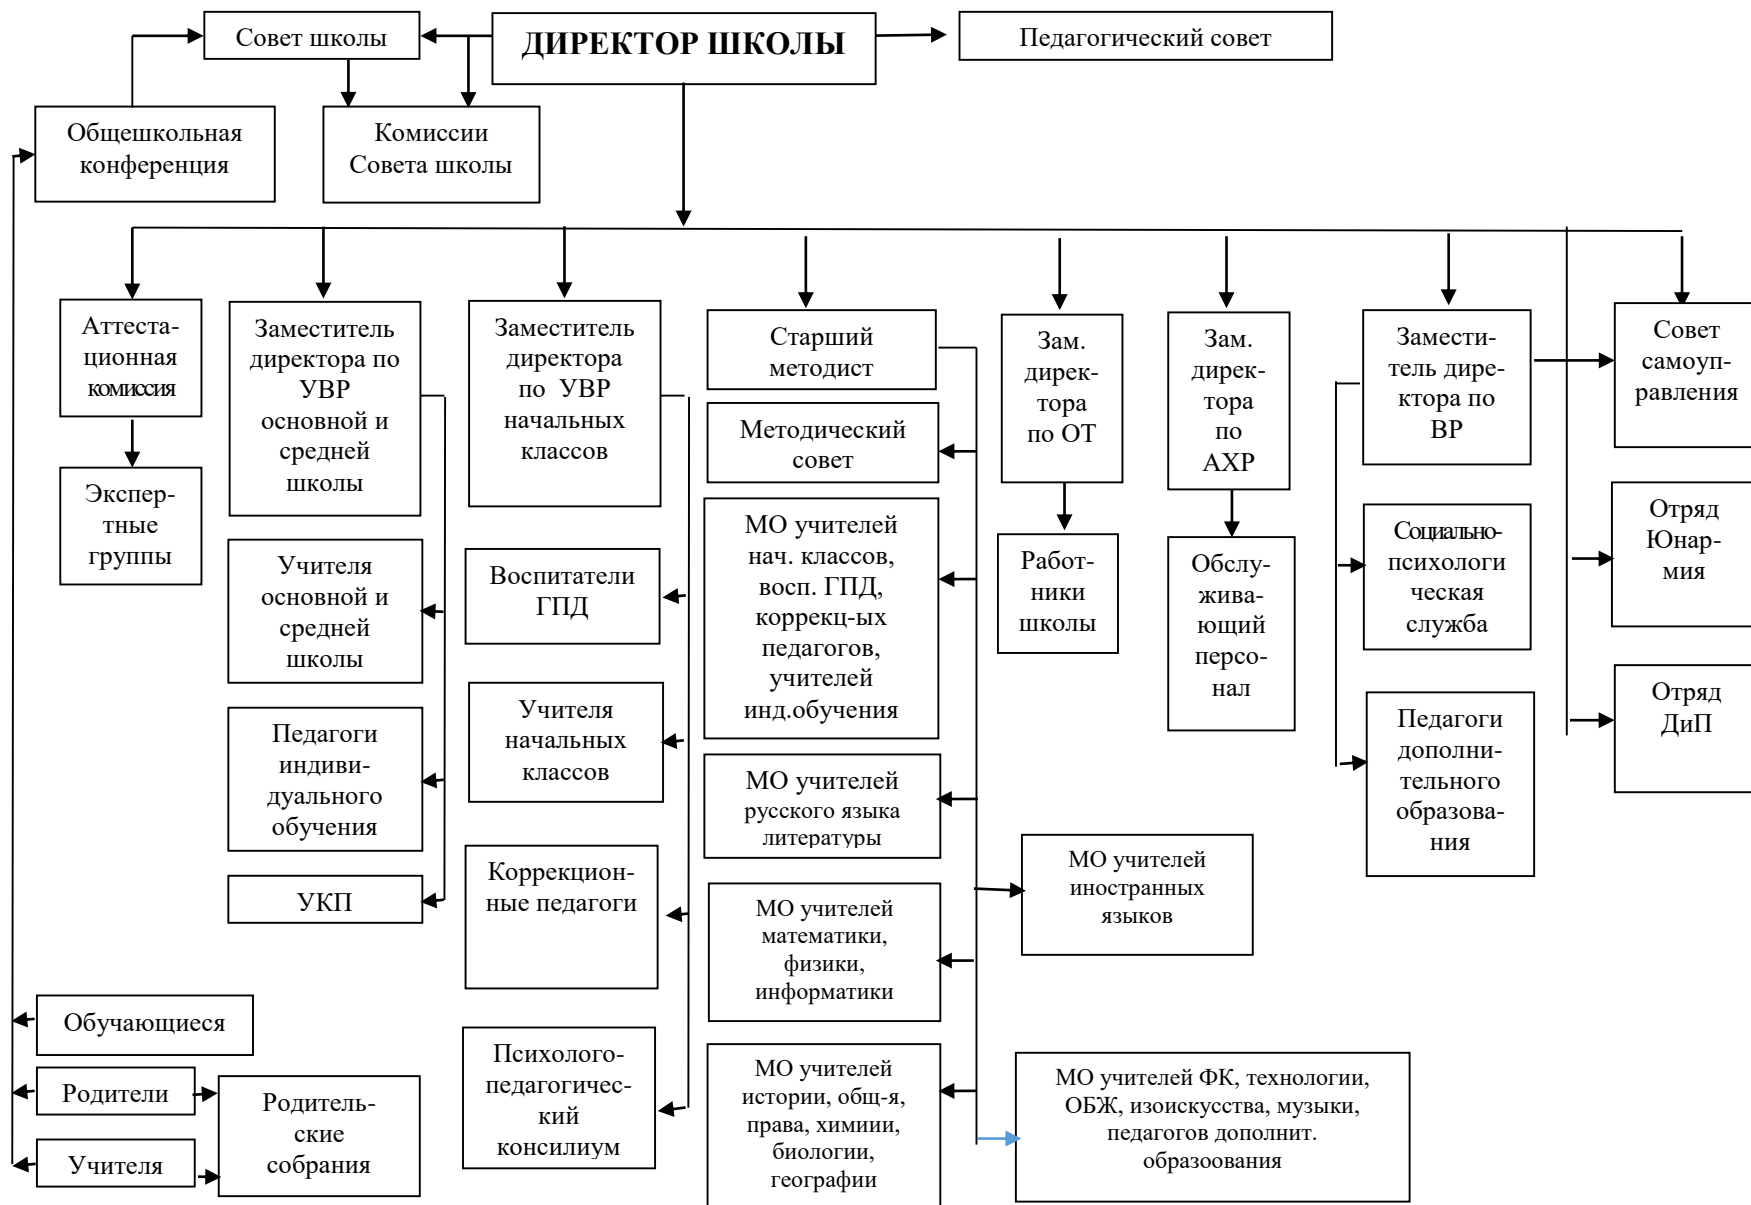 Совет школы
ДИРЕКТОР ШКОЛЫ
Педагогический совет
Общешкольная
конференция
Комиссии
Совета школы
Аттеста-
ционная
комиссия
Заместитель
директора по
УВР
основной и
средней
школы
Заместитель
директора
по УВР
начальных
классов
Старший
методист
Зам.
дирек-
тора
по ОТ
Зам.
дирек-
тора
по
АХР
Замести-
тель дире-
ктора по
ВР
Совет
самоуп-
равления
Методический
совет
Экспер-
тные
группы
МО учителей
нач. классов,
восп. ГПД,
коррекц-ых
педагогов,
учителей
инд.обучения
Работ-
ники
школы
Обслу-
жива-
ющий
персо-
нал
Социально-
психологи
ческая
служба
Отряд
Юнар-
мия
Учителя
основной и
средней
школы
Воспитатели
ГПД
Педагоги
индиви-
дуального
обучения
Учителя
начальных
классов
Педагоги
дополни-
тельного
образова-
ния
Отряд
ДиП
МО учителей
русского языка
литературы
УКП
Коррекцион-
ные педагоги
МО учителей
математики,
физики,
информатики
МО учителей
иностранных
языков
Обучающиеся
Родители
Учителя
Родитель-
ские
собрания
Психолого-
педагогичес-
кий
консилиум
МО учителей
истории, общ-я,
права, химиии,
биологии,
географии
МО учителей ФК, технологии,
ОБЖ, изоискусства, музыки,
педагогов дополнит.
образоования